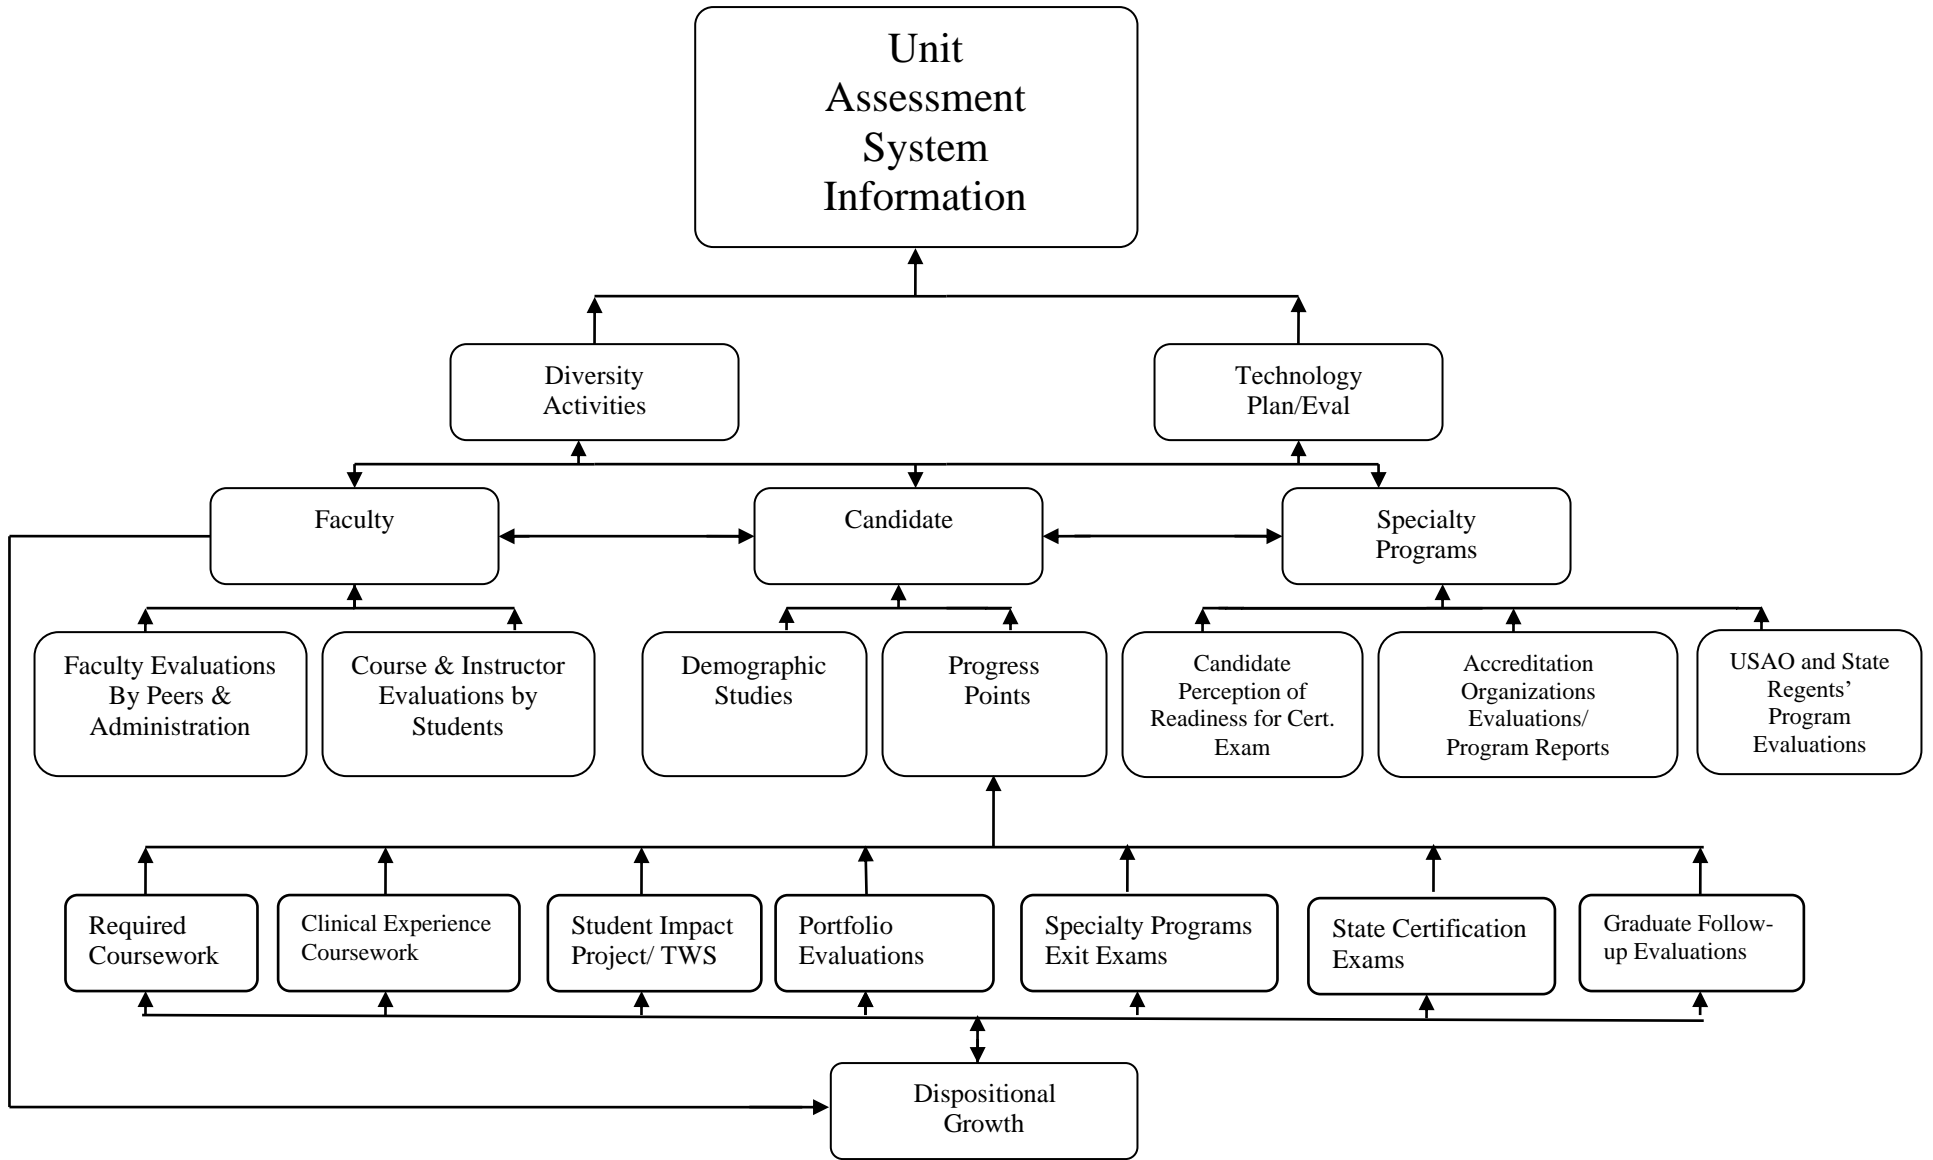 Unit
Assessment
System
Information
Diversity
Activities
Technology
Plan/Eval
Faculty
Candidate
Specialty
Programs
Faculty Evaluations
By Peers &
Administration
Course & Instructor
Evaluations by
Students
Demographic
Studies
Progress
Points
Candidate
Perception of
Readiness for Cert.
Exam
Accreditation
Organizations
Evaluations/
Program Reports
USAO and State
Regents’
Program
Evaluations
Required
Coursework
Clinical Experience
Coursework
Student Impact
Project/ TWS
Portfolio
Evaluations
Specialty Programs
Exit Exams
State Certification
Exams
Graduate Follow-
up Evaluations
Dispositional
Growth